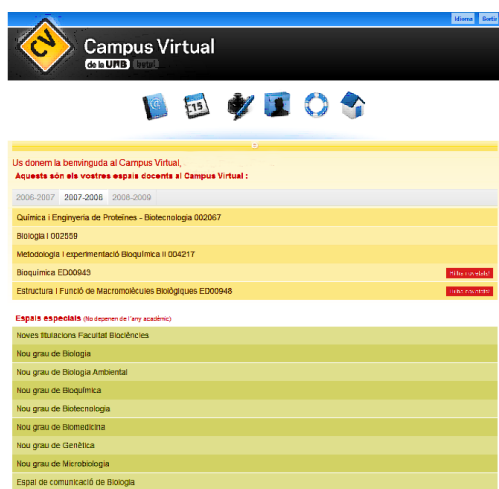 Idioma Sortir
CV
Campus Virtual
de la UAB
15
Us donem la benvinguda al Campus Virtual,
Aquests són els vostres espais docents al Campus Virtual :
2006-2007 2007-2008 2008-2009
Química i Enginyeria de Proteïnes - Biotecnologia 002067
Biologia I 002559
Metodologia i experimentació Bioquímica II 004217
Bioquímica ED00943
Estructura i Funció de Macromolècules Biològiques ED00948
Espais especials (No depenen de l'any acadèmic)
Noves titulacions Facultat Biociències
Nou grau de Biologia
Nou grau de Biologia Ambiental
Nou grau de Bioquímica
Nou grau de Biotecnologia
Nou grau de Biomedicina
Nou grau de Genètica
Nou grau de Microbiologia
Espai de comunicació de Biologia